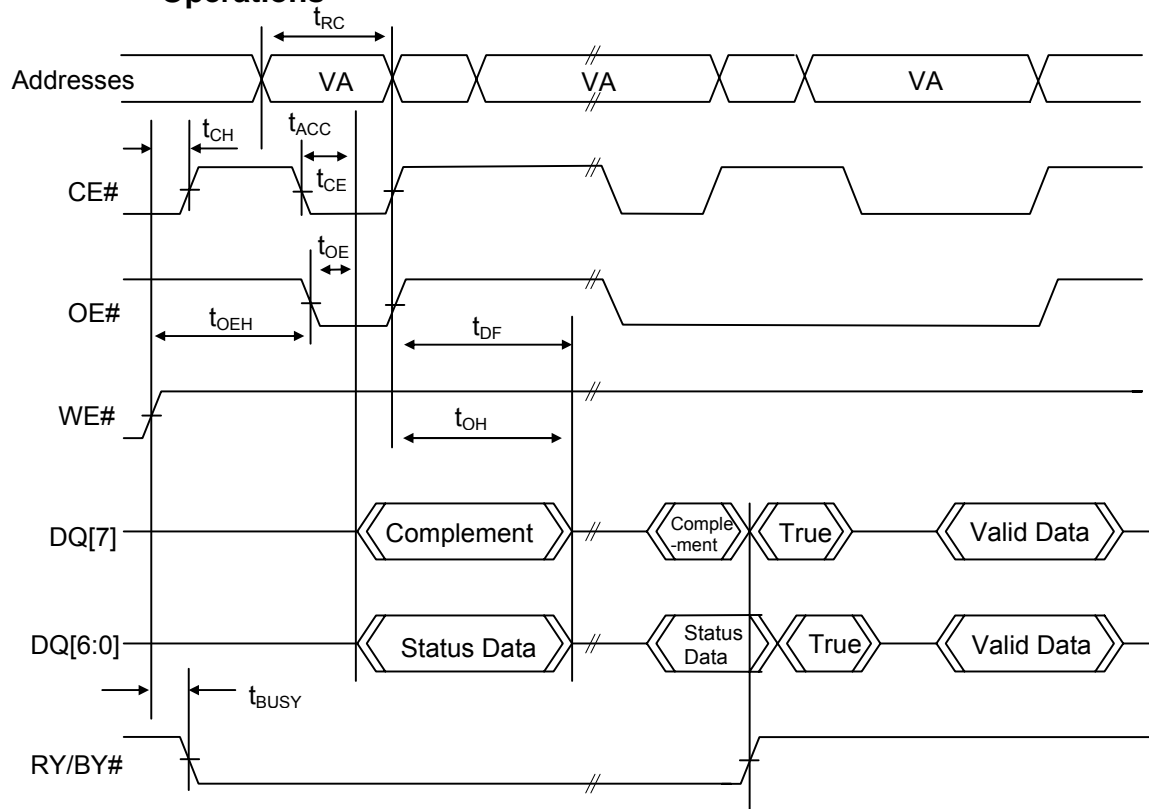 Operations
tRC
Addresses VA VA VA
tCH tACC
CE# tCE
tOE
OE#
tOEH tDF
WE#
tOH
DQ[7] Complement Comple
-ment True Valid Data
DQ[6:0] Status Data Status
Data True Valid Data
tBUSY
RY/BY#